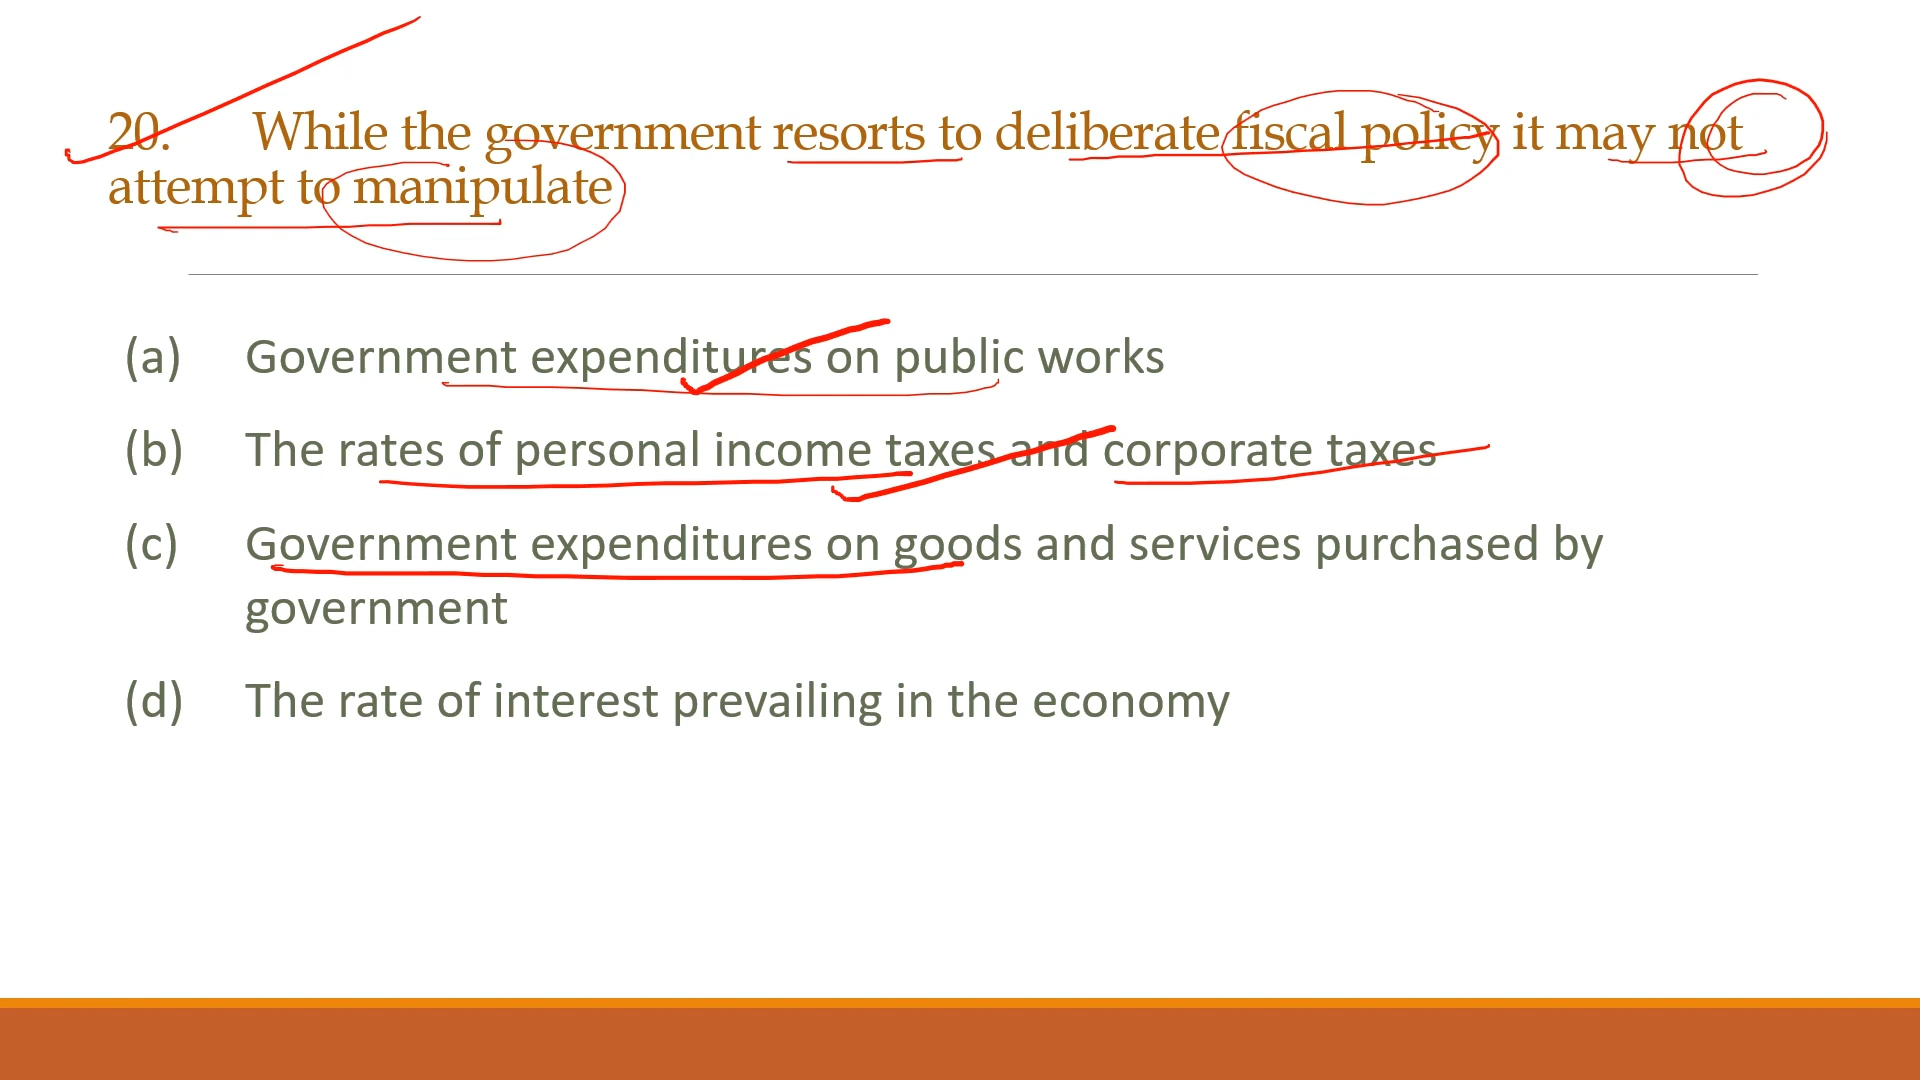 20. While the government resorts to deliberate fiscal policy it may not
attempt to manipulate
(a) Government expenditures on public works
(b) The rates of personal income taxes and corporate taxes
(c) Government expenditures on goods and services purchased by
government
(d) The rate of interest prevailing in the economy